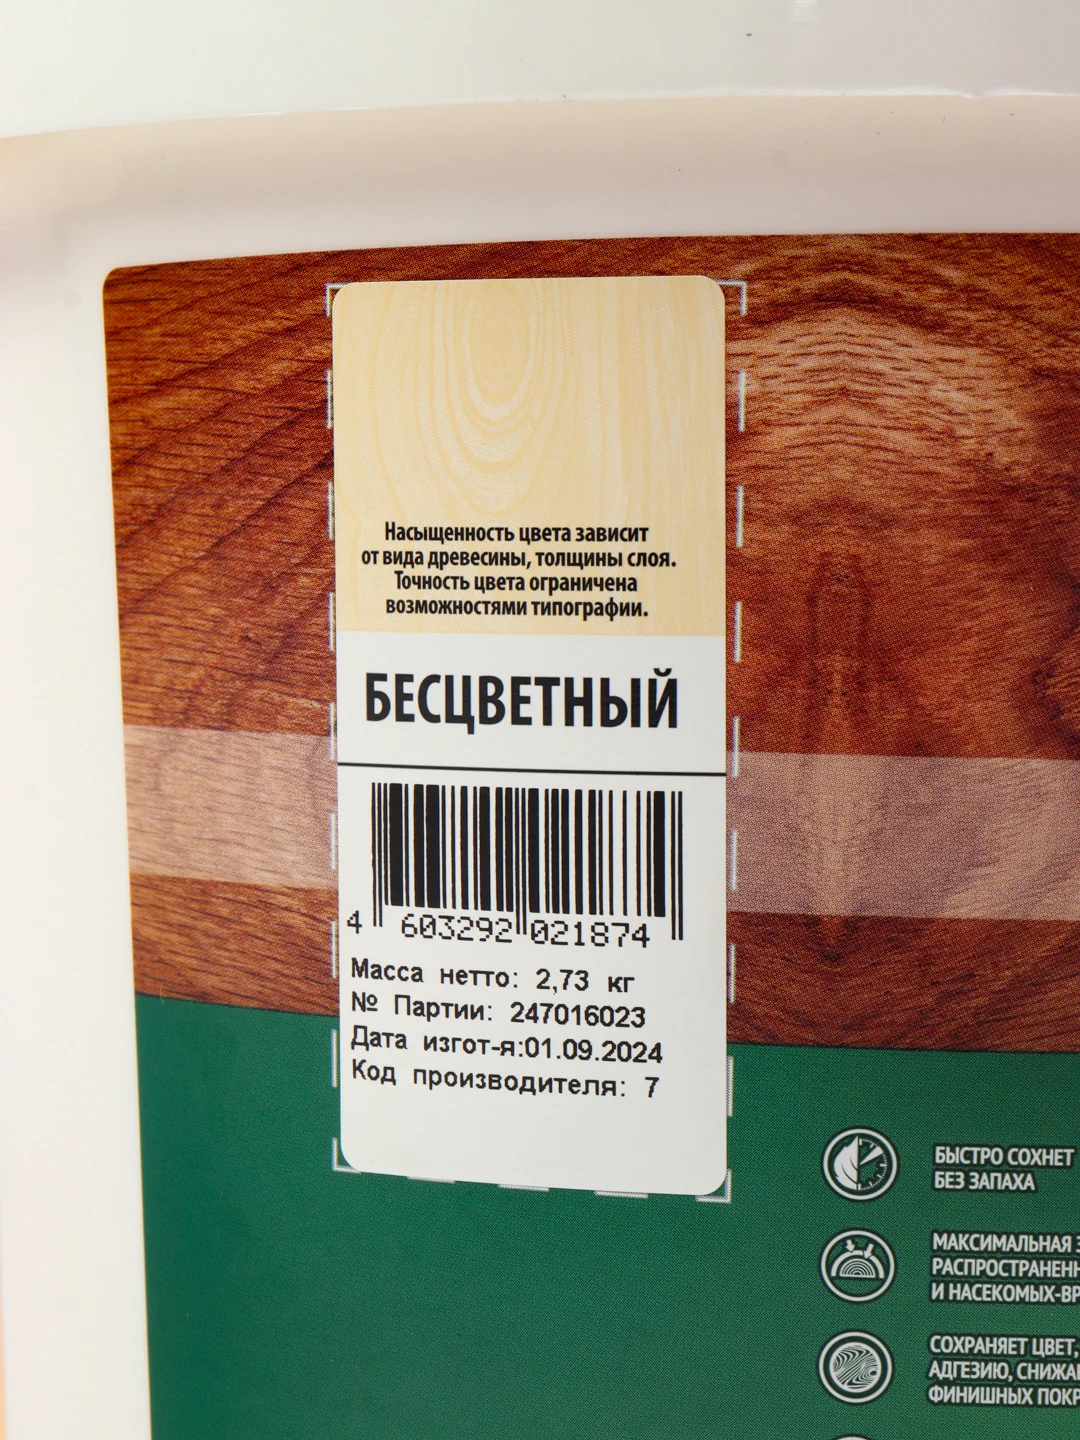 Насыщенность цвета зависит
от вида древесины, толщины слоя.
Точность цвета ограничена
возможностями типографии.
БЕСЦВЕТНЫЙ
4 603292 021874
Масса нетто: 2,73 кг
№ Партии: 247016023
Дата изгот-я:01.09.2024
Код производителя: 7
БЫСТРО СОХНЕТ
БЕЗ ЗАПАХА
МАКСИМАЛЬНАЯ
РАСПРОСТРАНЕНН
И НАСЕКОМЫХ-ВР
СОХРАНЯЕТ ЦВЕТ,
АДГЕЗИЮ, СНИЖА
ФИНИШНЫХ ПОКР